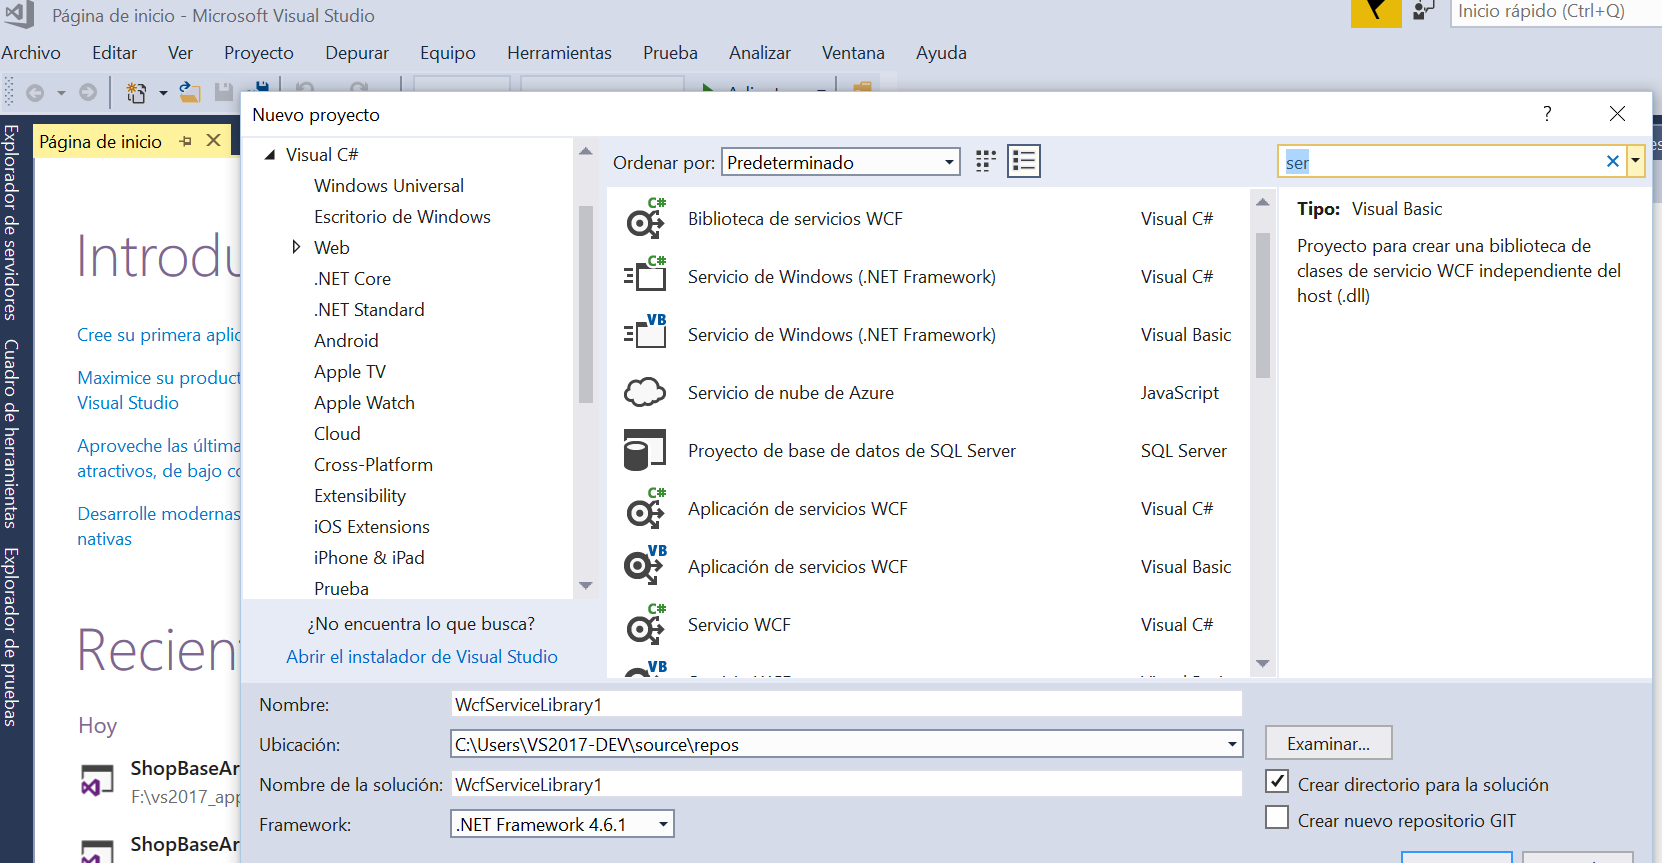 Página de inicio - Microsoft Visual Studio
Inicio rápido (Ctrl+Q)
Archivo Editar Ver Proyecto Depurar Equipo Herramientas Prueba Analizar Ventana Ayuda
Explorador de servidores
Cuadro de herramientas
Explorador de pruebas
Página de inicio
Introdu
Cree su primera aplic
Maximice su product
Visual Studio
Aproveche las última
atractivos, de bajo co
Desarrolle modernas
nativas
Recien
Hoy
ShopBaseAr
F:\vs2017_app
ShopBaseAr
Nuevo proyecto
?
Visual C#
Windows Universal
Escritorio de Windows
Web
.NET Core
.NET Standard
Android
Apple TV
Apple Watch
Cloud
Cross-Platform
Extensibility
iOS Extensions
iPhone & iPad
Prueba
¿No encuentra lo que busca?
Abrir el instalador de Visual Studio
Ordenar por: Predeterminado
ser
C# Biblioteca de servicios WCF Visual C#
C# Servicio de Windows (.NET Framework) Visual C#
VB Servicio de Windows (.NET Framework) Visual Basic
Servicio de nube de Azure JavaScript
Proyecto de base de datos de SQL Server SQL Server
C# Aplicación de servicios WCF Visual C#
VB Aplicación de servicios WCF Visual Basic
C# Servicio WCF Visual C#
VB
Tipo: Visual Basic
Proyecto para crear una biblioteca de
clases de servicio WCF independiente del
host (.dll)
Nombre: WcfServiceLibrary1
Ubicación: C:\Users\VS2017-DEV\source\repos
Examinar...
Nombre de la solución: WcfServiceLibrary1
Crear directorio para la solución
Framework: .NET Framework 4.6.1
Crear nuevo repositorio GIT